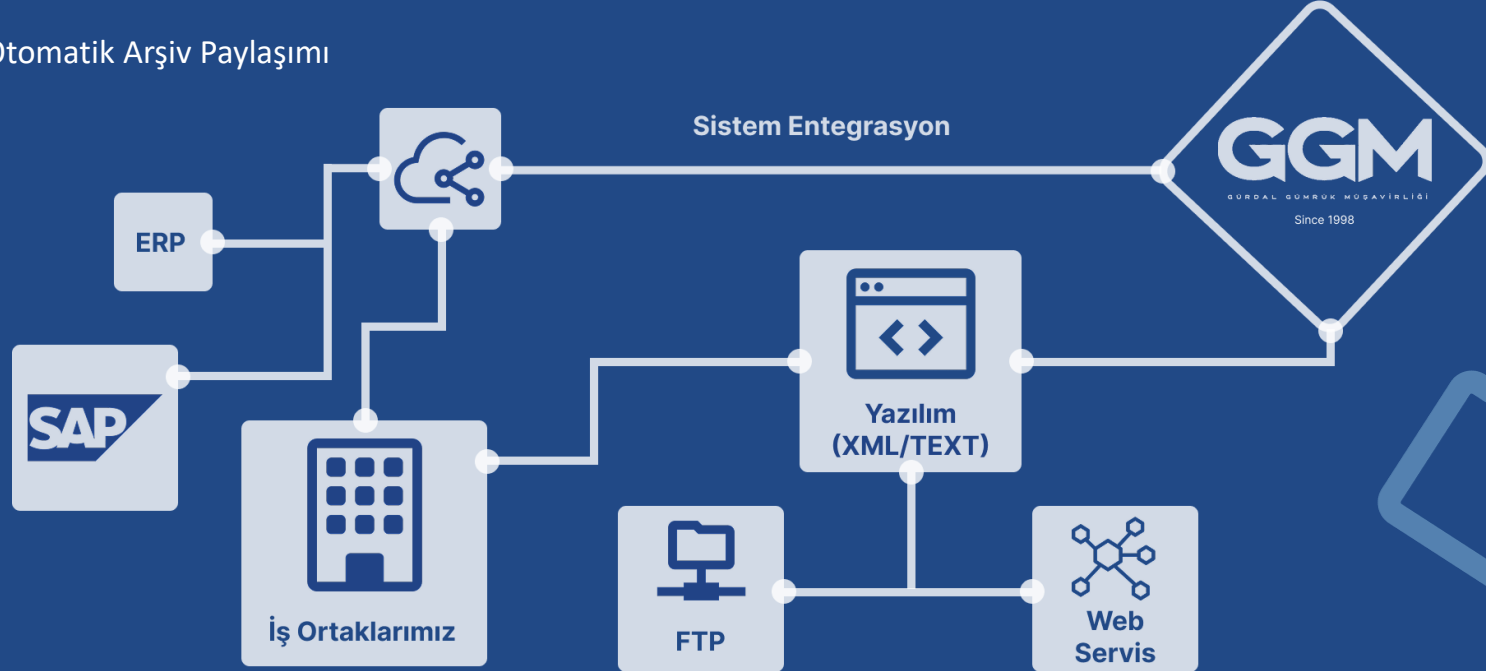 Otomatik Arşiv Paylaşımı
Sistem Entegrasyon
GGM
GÜRDAL GÜMRÜK MÜŞAVİRLİĞİ
Since 1998
ERP
SAP
Yazılım
(XML/TEXT)
İş Ortaklarımız
FTP
Web
Servis